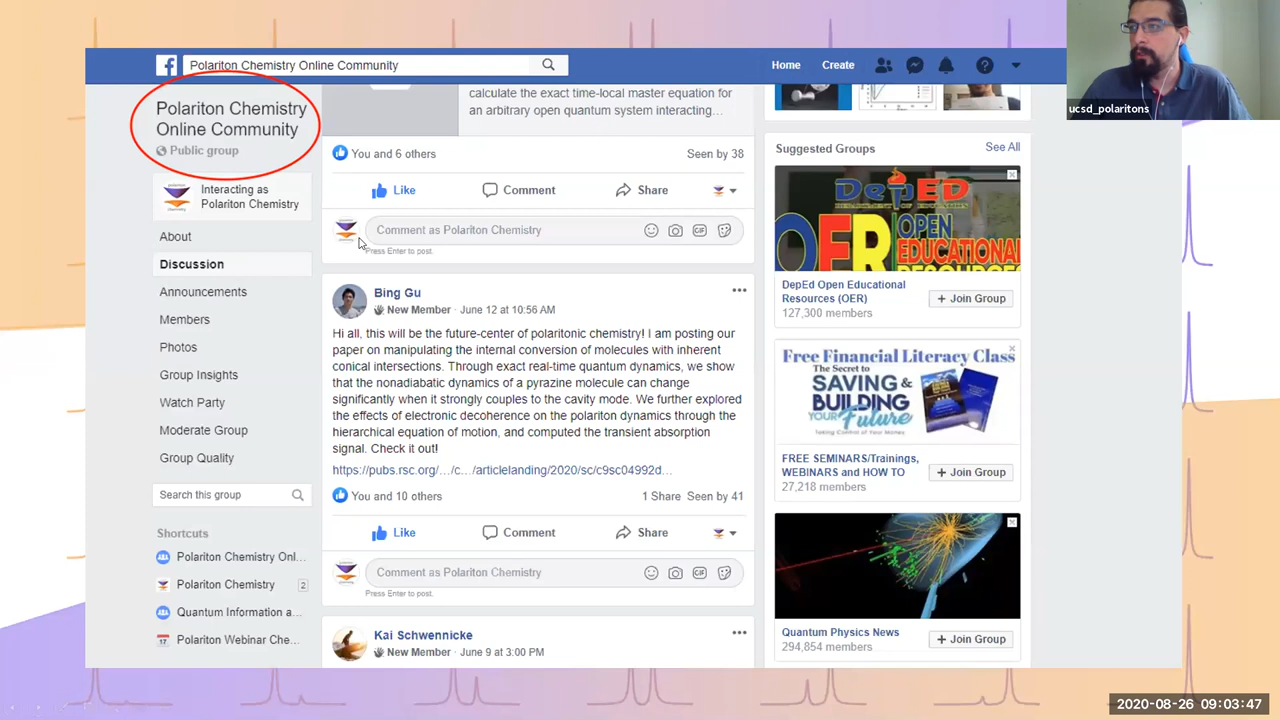 Polariton Chemistry Online Community
Home
Create
ucsd_polaritons
Polariton Chemistry
Online Community
Public group
Interacting as
Polariton Chemistry
About
Discussion
Announcements
Members
Photos
Group Insights
Watch Party
Moderate Group
Group Quality
Search this group
Shortcuts
Polariton Chemistry Onl...
Polariton Chemistry
2
Quantum Information a...
Polariton Webinar Che...
calculate the exact time-local master equation for
an arbitrary open quantum system interacting…
You and 6 others
Seen by 38
Like
Comment
Share
Comment as Polariton Chemistry
GIF
Press Enter to post.
Bing Gu
New Member · June 12 at 10:56 AM
Hi all, this will be the future-center of polaritonic chemistry! I am posting our
paper on manipulating the internal conversion of molecules with inherent
conical intersections. Through exact real-time quantum dynamics, we show
that the nonadiabatic dynamics of a pyrazine molecule can change
significantly when it strongly couples to the cavity mode. We further explored
the effects of electronic decoherence on the polariton dynamics through the
hierarchical equation of motion, and computed the transient absorption
signal. Check it out!
https://pubs.rsc.org/…/c…/articlelanding/2020/sc/c9sc04992d…
You and 10 others
1 Share Seen by 41
Like
Comment
Share
Comment as Polariton Chemistry
GIF
Press Enter to post.
Kai Schwennicke
New Member · June 9 at 3:00 PM
Suggested Groups
See All
DepED
DEPARTMENT OF EDUCATION
OER
OPEN
EDUCATIONAL
RESOURCES
DepEd Open Educational
Resources (OER)
127,300 members
+ Join Group
Free Financial Literacy Class
The Secret to
SAVING &
BUILDING
YOUR Future
Taking Control of Your Money
FREE SEMINARS/Trainings,
WEBINARS and HOW TO
27,218 members
+ Join Group
Quantum Physics News
294,854 members
+ Join Group
2020-08-26 09:03:47